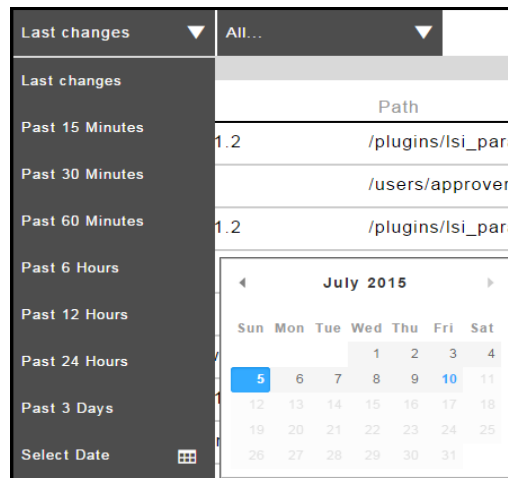 Last changes All...
Last changes
Path
Past 15 Minutes
1.2 /plugins/lsi_par
Past 30 Minutes
/users/approver
Past 60 Minutes
1.2 /plugins/lsi_par
Past 6 Hours
July 2015
Past 12 Hours
Sun Mon Tue Wed Thu Fri Sat
1 2 3 4
Past 24 Hours
5 6 7 8 9 10 11
Past 3 Days
12 13 14 15 16 17 18
19 20 21 22 23 24 25
Select Date
26 27 28 29 30 31